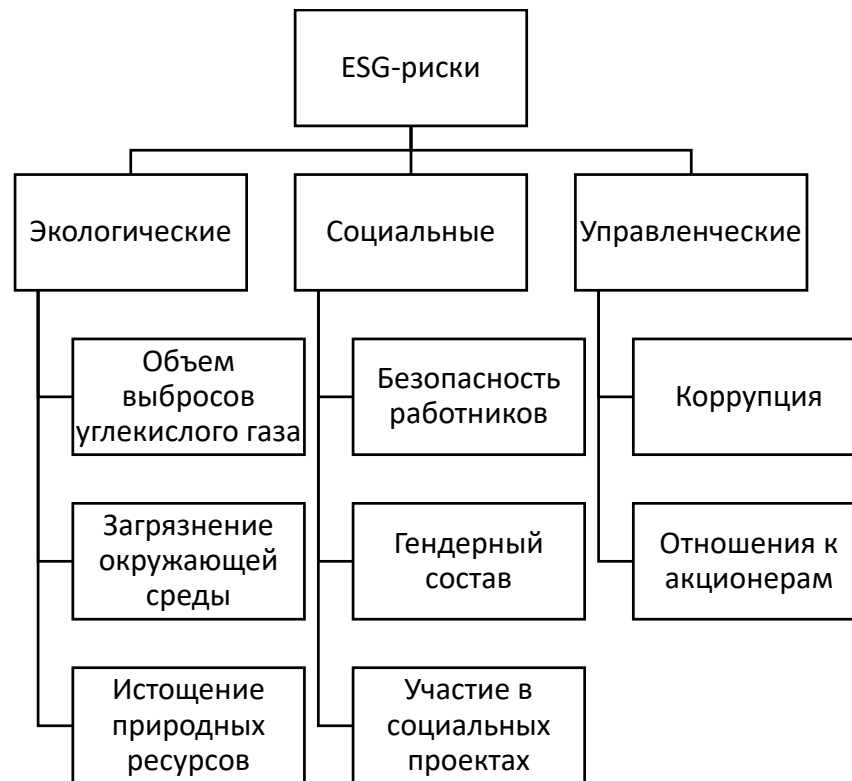 ESG-риски
Экологические
Социальные
Управленческие
Объем
выбросов
углекислого газа
Загрязнение
окружающей
среды
Истощение
природных
ресурсов
Безопасность
работников
Гендерный
состав
Участие в
социальных
проектах
Коррупция
Отношения к
акционерам